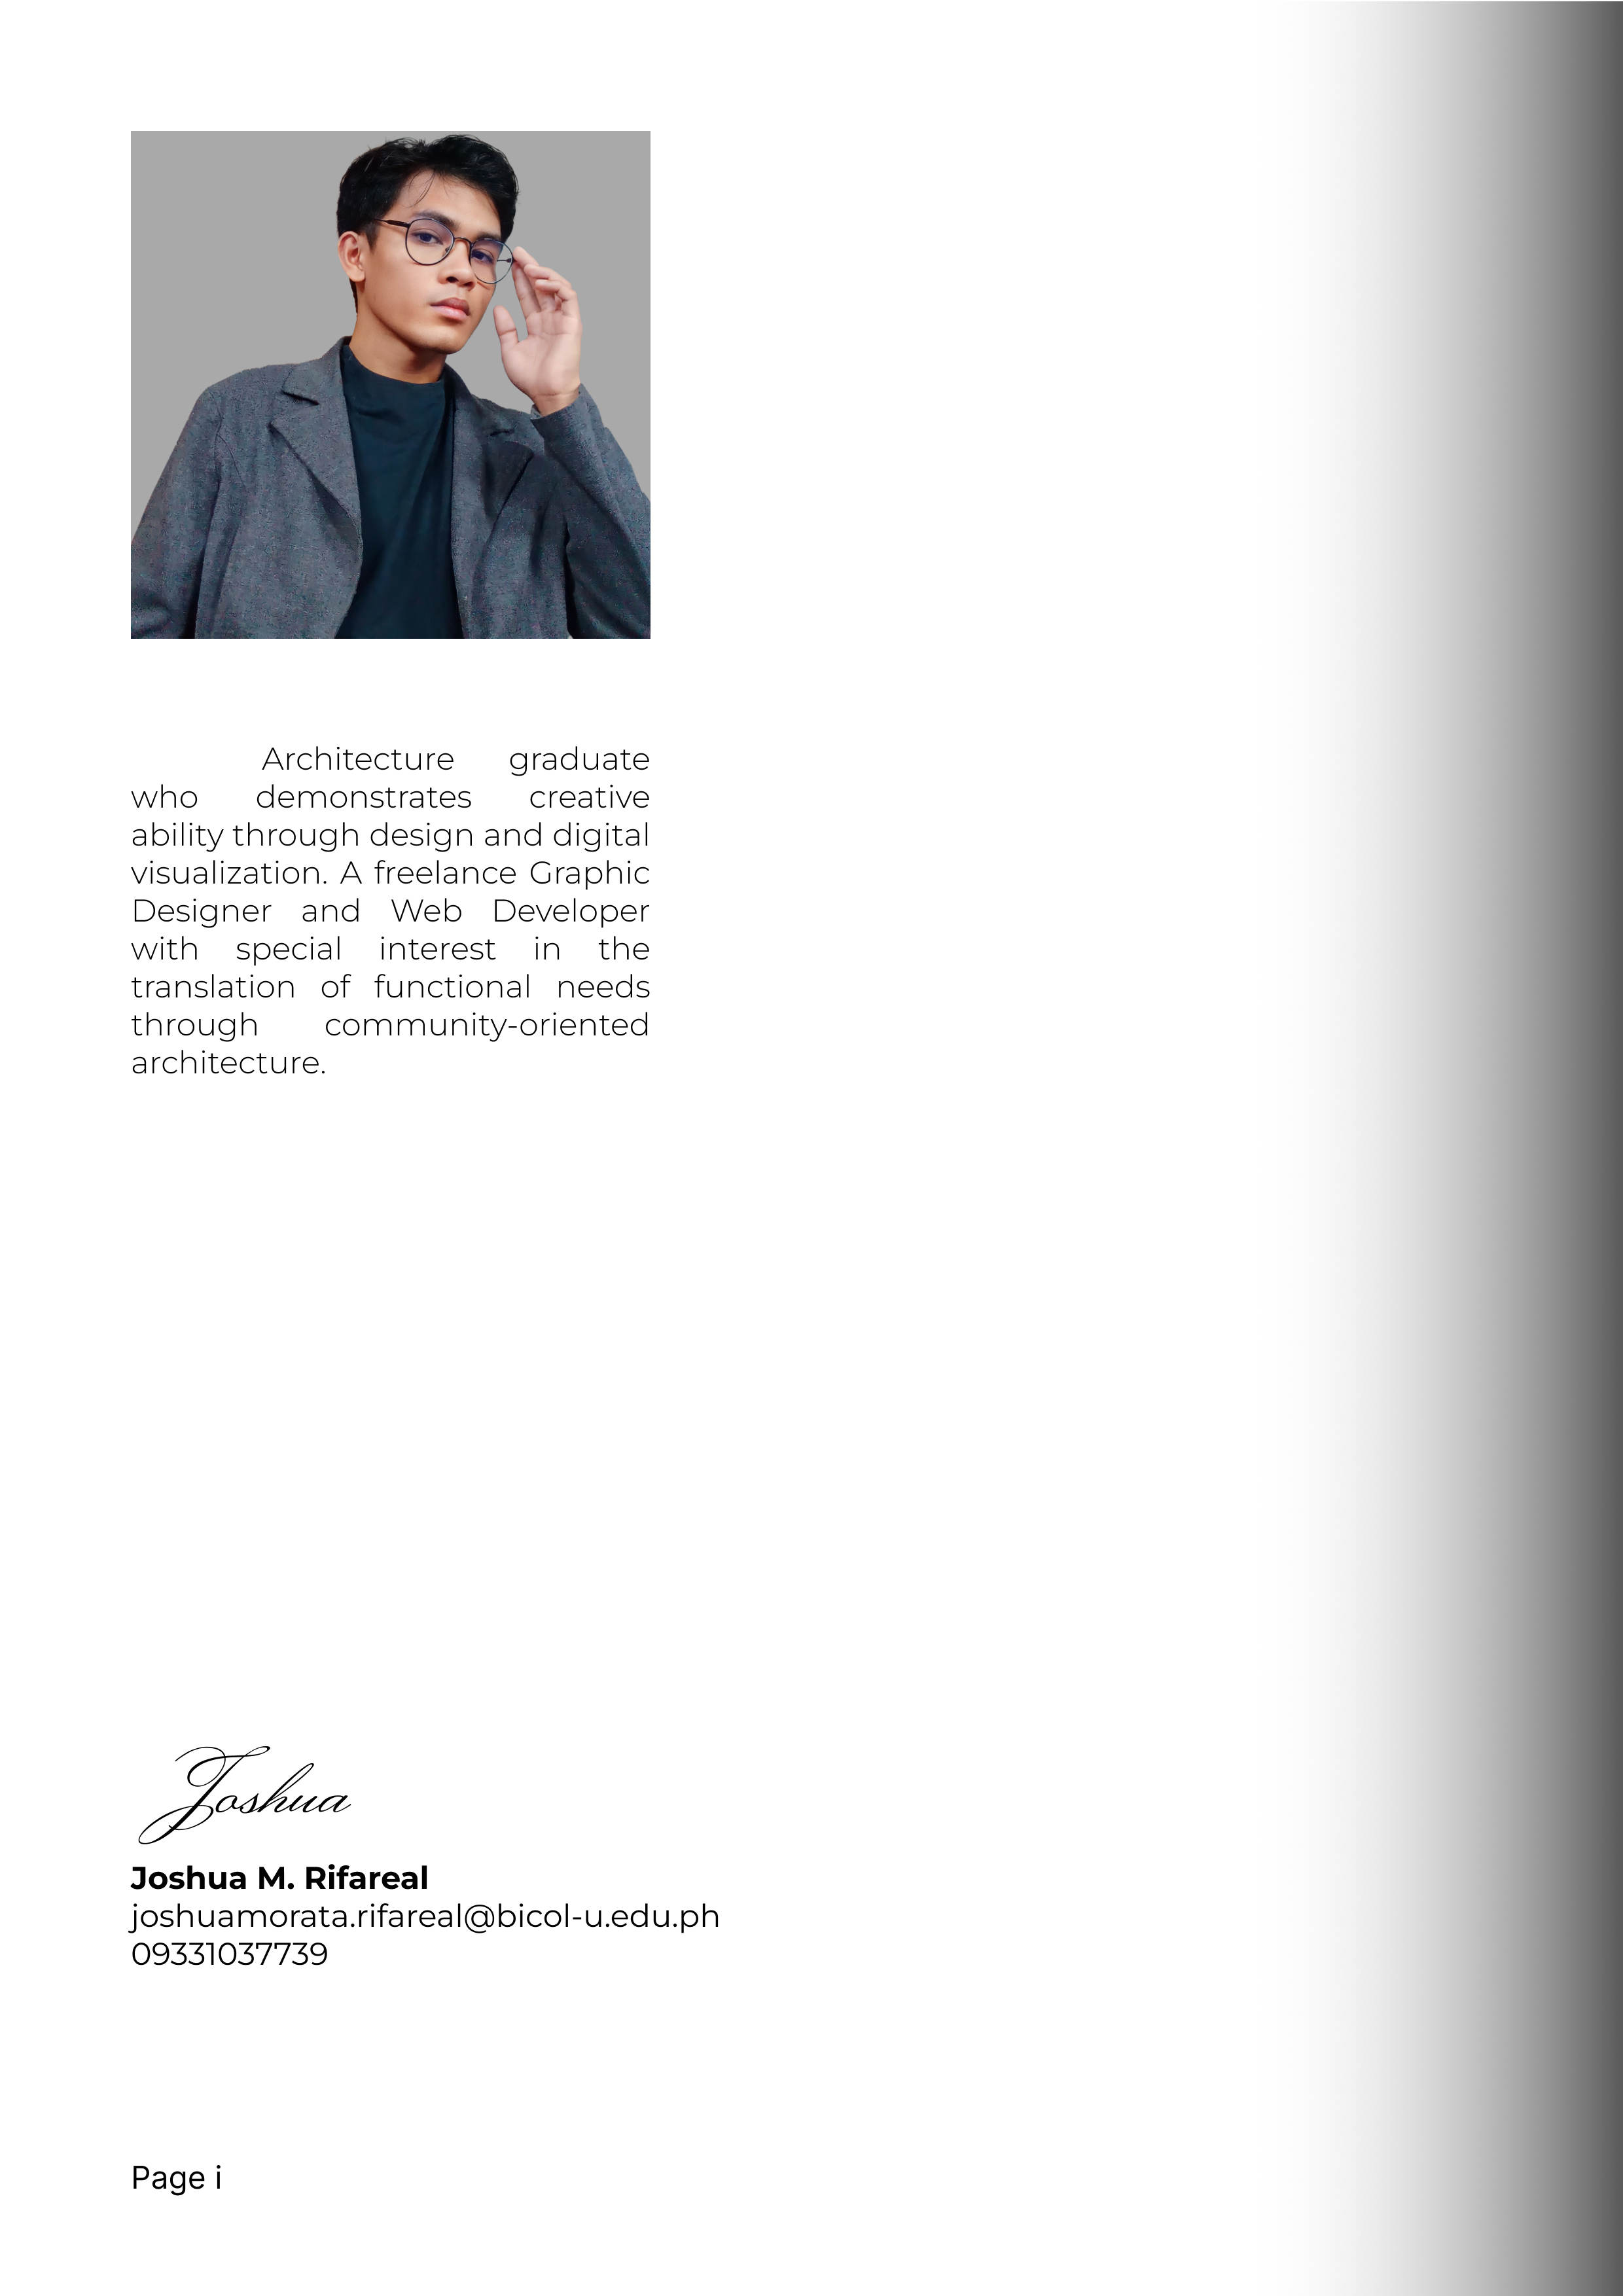 Architecture graduate
who demonstrates creative
ability through design and digital
visualization. A freelance Graphic
Designer and Web Developer
with special interest in the
translation of functional needs
through community-oriented
architecture.
Joshua
Joshua M. Rifareal
joshuamorata.rifareal@bicol-u.edu.ph
09331037739
Page i